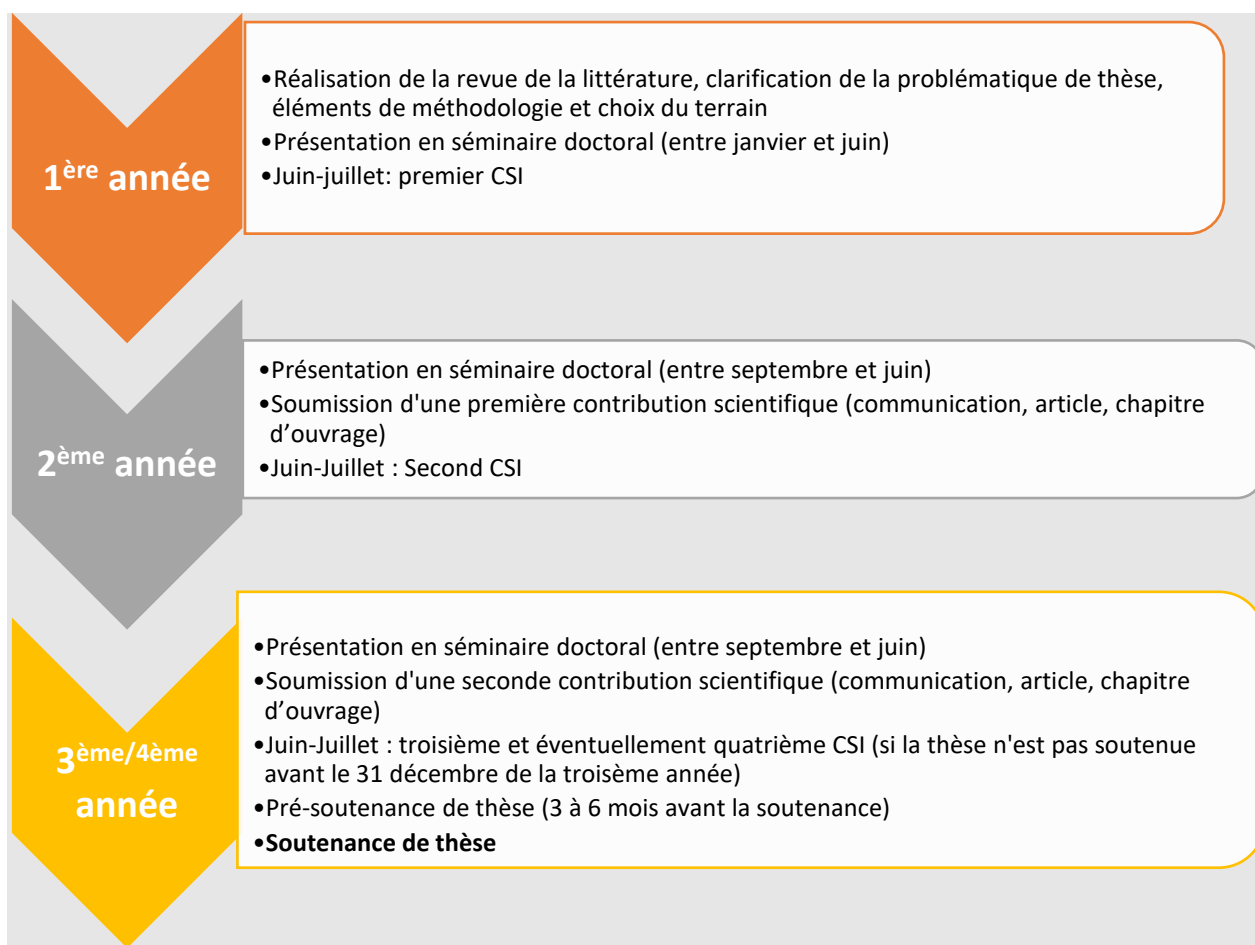 1ère année
•Réalisation de la revue de la littérature, clarification de la problématique de thèse,
éléments de méthodologie et choix du terrain
•Présentation en séminaire doctoral (entre janvier et juin)
•Juin-juillet: premier CSI
2ème année
•Présentation en séminaire doctoral (entre septembre et juin)
•Soumission d'une première contribution scientifique (communication, article, chapitre
d’ouvrage)
•Juin-Juillet : Second CSI
3ème/4ème
année
•Présentation en séminaire doctoral (entre septembre et juin)
•Soumission d'une seconde contribution scientifique (communication, article, chapitre
d’ouvrage)
•Juin-Juillet : troisième et éventuellement quatrième CSI (si la thèse n'est pas soutenue
avant le 31 décembre de la troisème année)
•Pré-soutenance de thèse (3 à 6 mois avant la soutenance)
•Soutenance de thèse